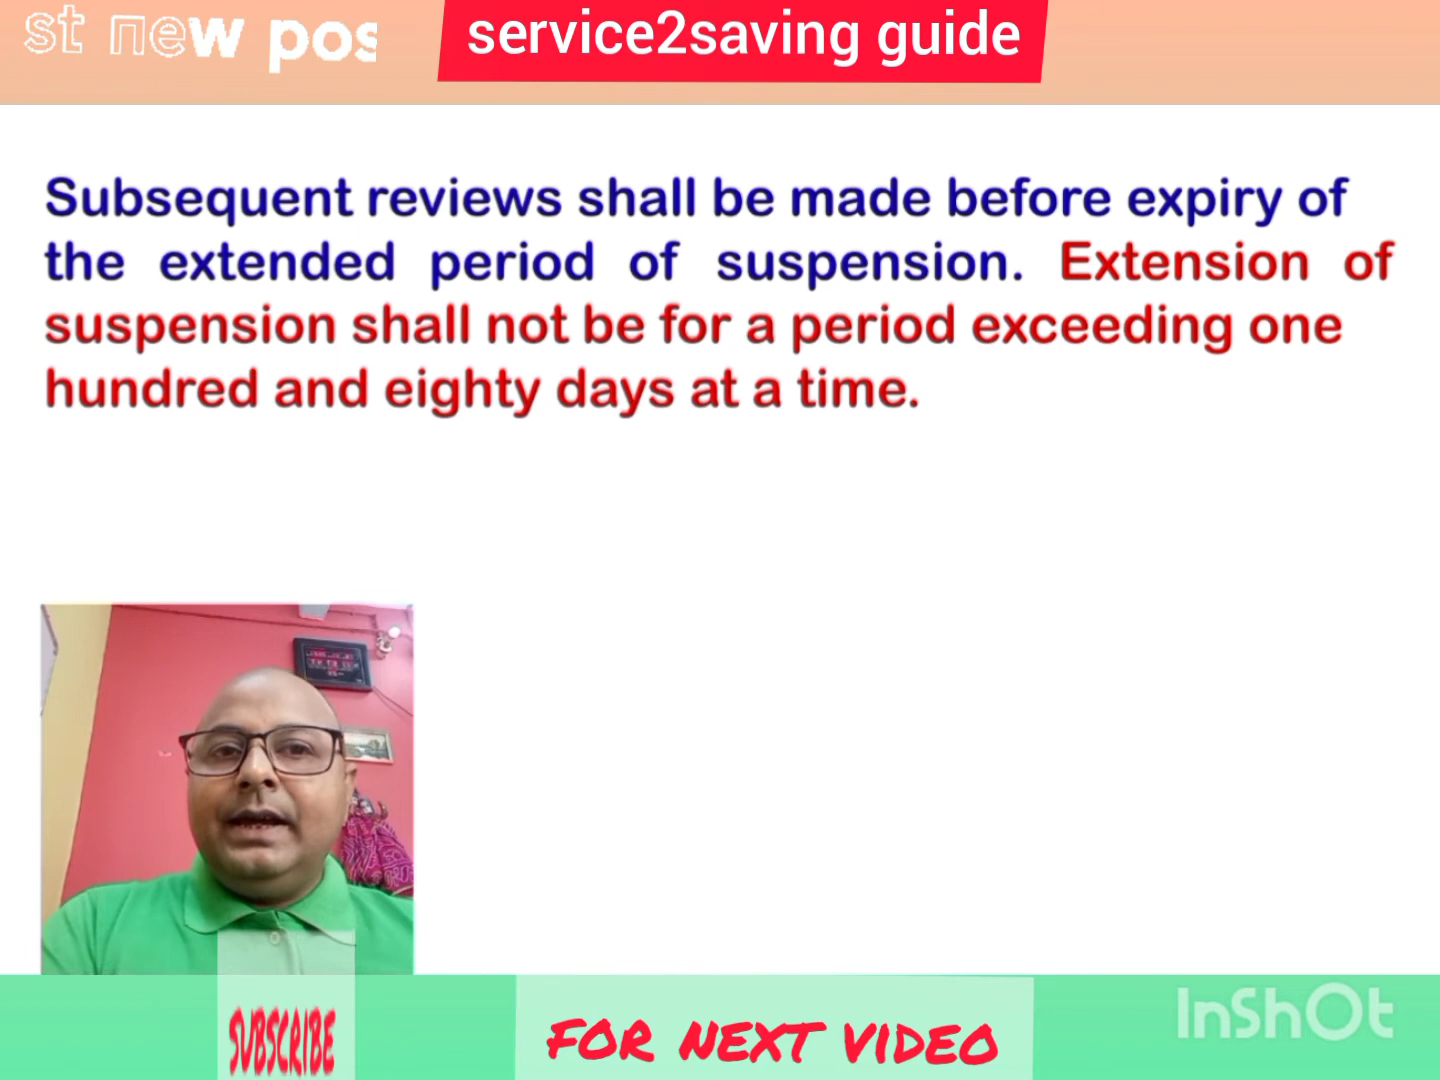 st new pos
service2saving guide
Subsequent reviews shall be made before expiry of
the extended period of suspension. Extension of
suspension shall not be for a period exceeding one
hundred and eighty days at a time.
SUBSCRIBE
FOR NEXT VIDEO
InShOt